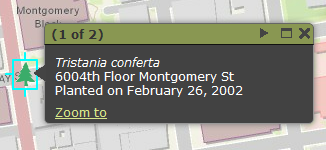 Montgomery
Block
(1 of 2)
Tristania conferta
6004th Floor Montgomery St
Planted on February 26, 2002
Zoom to